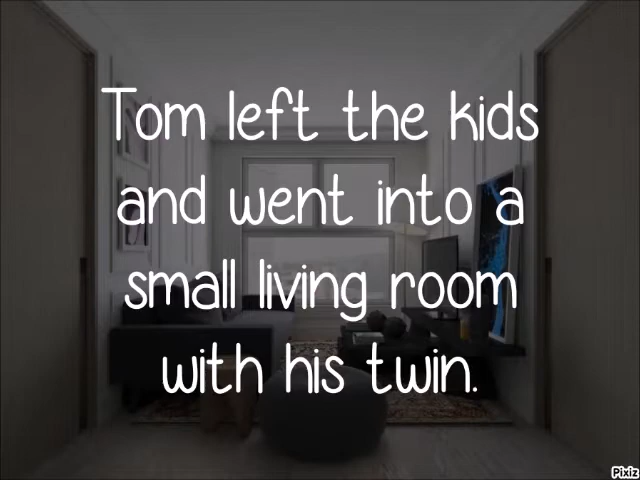 Tom left the kids
and went into a
small living room
with his twin.
Pixiz